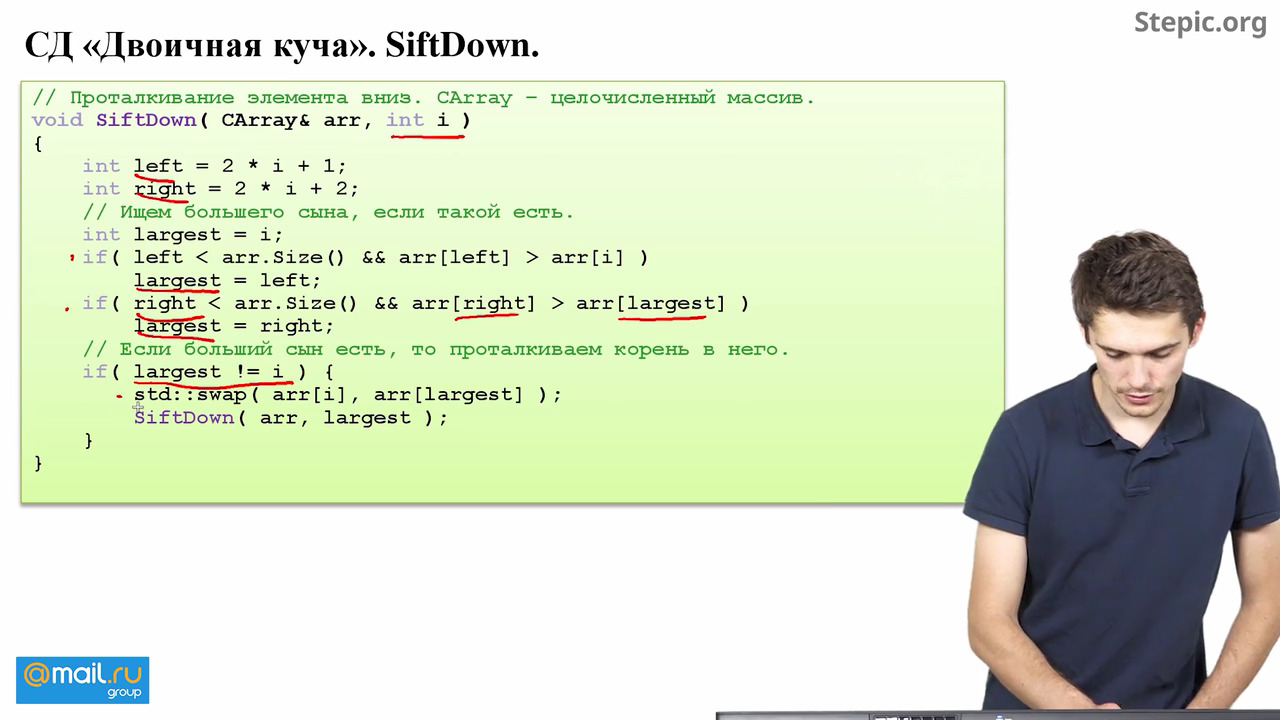 Stepic.org
СД «Двоичная куча». SiftDown.
// Проталкивание элемента вниз. CArray – целочисленный массив.
void SiftDown( CArray& arr, int i )
{
int left = 2 * i + 1;
int right = 2 * i + 2;
// Ищем большего сына, если такой есть.
int largest = i;
if( left < arr.Size() && arr[left] > arr[i] )
largest = left;
if( right < arr.Size() && arr[right] > arr[largest] )
largest = right;
// Если больший сын есть, то проталкиваем корень в него.
if( largest != i ) {
std::swap( arr[i], arr[largest] );
SiftDown( arr, largest );
}
}
@mail.ru
group